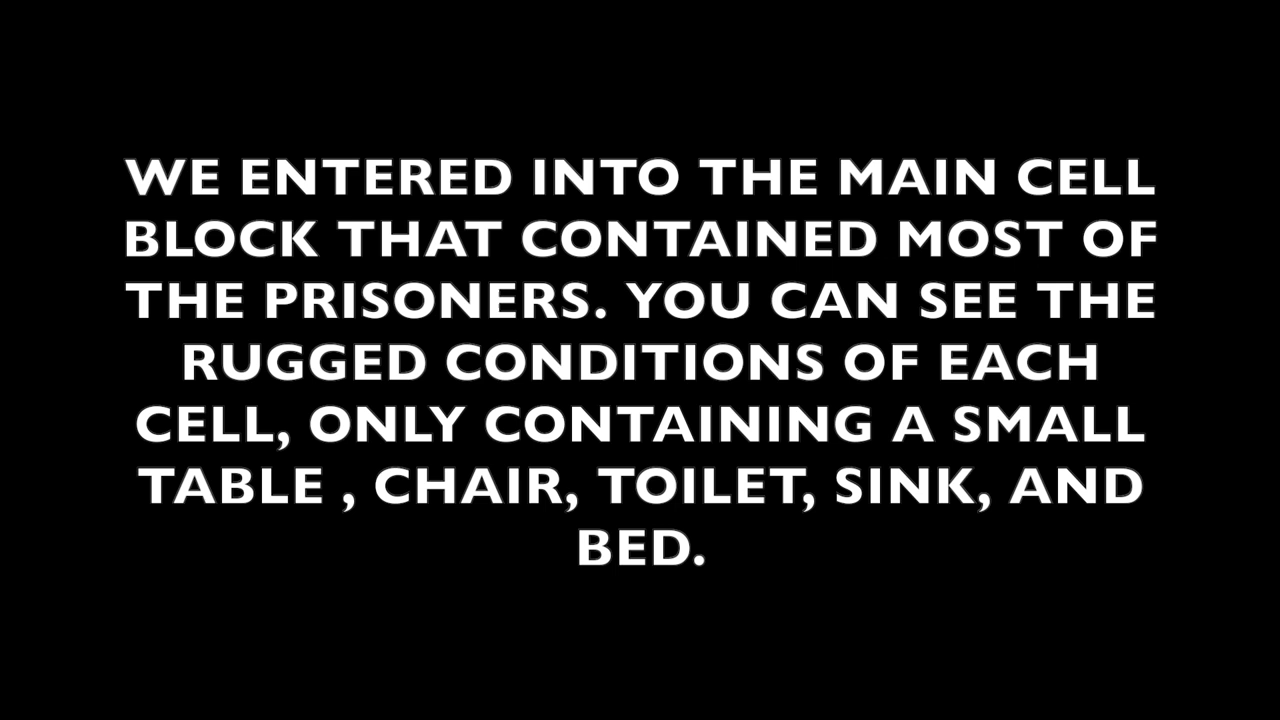 WE ENTERED INTO THE MAIN CELL
BLOCK THAT CONTAINED MOST OF
THE PRISONERS. YOU CAN SEE THE
RUGGED CONDITIONS OF EACH
CELL, ONLY CONTAINING A SMALL
TABLE , CHAIR, TOILET, SINK, AND
BED.